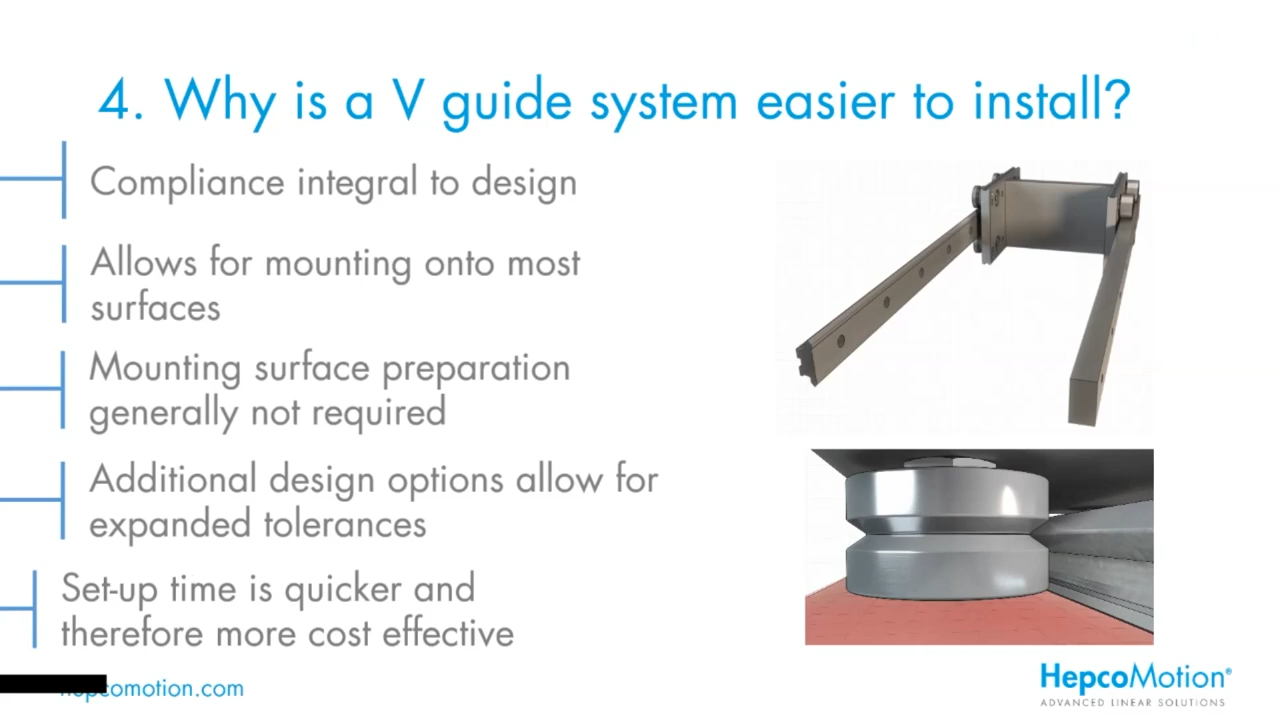 4. Why is a V guide system easier to install?
Compliance integral to design
Allows for mounting onto most
surfaces
Mounting surface preparation
generally not required
Additional design options allow for
expanded tolerances
Set-up time is quicker and
therefore more cost effective
hepcomotion.com
HepcoMotion®
ADVANCED LINEAR SOLUTIONS